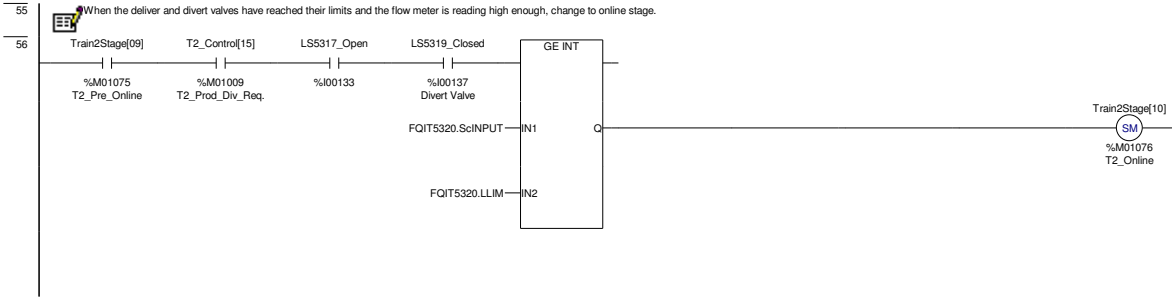 55
When the deliver and divert valves have reached their limits and the flow meter is reading high enough, change to online stage.
56
Train2Stage[09] T2_Control[15] LS5317_Open LS5319_Closed GE INT
%M01075 %M01009 %I00133 %I00137
T2_Pre_Online T2_Prod_Div_Req. Divert Valve
Train2Stage[10]
FQIT5320.ScINPUT IN1 Q SM
%M01076
T2_Online
FQIT5320.LLIM IN2